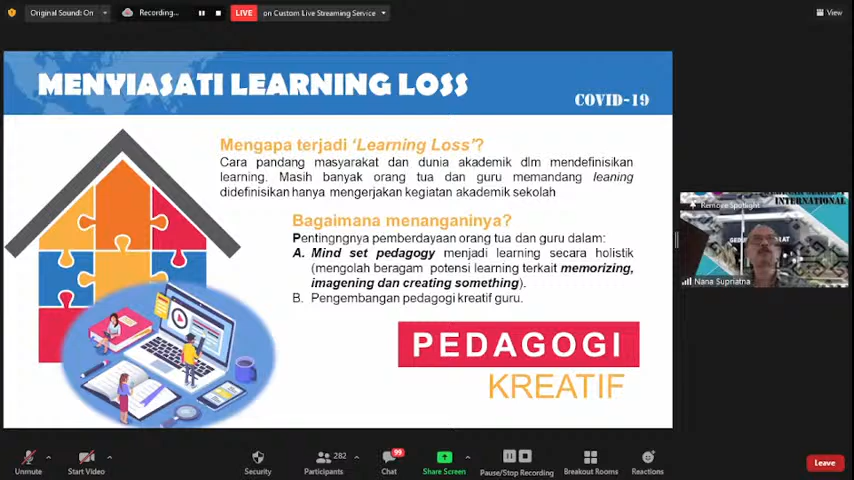 Original Sound: On
Recording...
LIVE
on Custom Live Streaming Service
View
MENYIASATI LEARNING LOSS
COVID-19
Mengapa terjadi ‘Learning Loss’?
Cara pandang masyarakat dan dunia akademik dlm mendefinisikan
learning. Masih banyak orang tua dan guru memandang leaning
didefinisikan hanya mengerjakan kegiatan akademik sekolah
Bagaimana menanganinya?
Pentingngnya pemberdayaan orang tua dan guru dalam:
A. Mind set pedagogy menjadi learning secara holistik
(mengolah beragam potensi learning terkait memorizing,
imagening dan creating something).
B. Pengembangan pedagogi kreatif guru.
PEDAGOGI
KREATIF
Remove Spotlight
INTERNATIONAL
Nana Supriatna
Unmute
Start Video
Security
282
Participants
99
Chat
Share Screen
Pause/Stop Recording
Breakout Rooms
Reactions
Leave